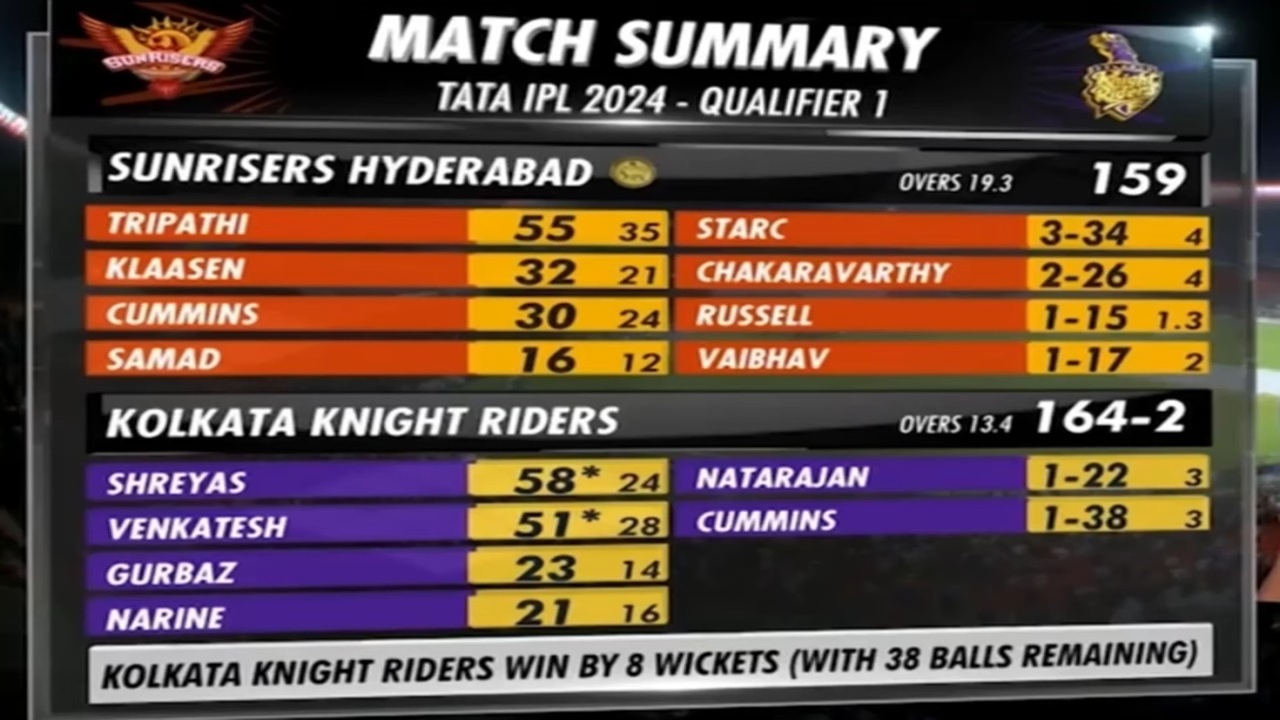 SUNRISERS
MATCH SUMMARY
Knight Riders
TATA IPL 2024 - QUALIFIER 1
SUNRISERS HYDERABAD OVERS 19.3 159
TRIPATHI 55 35 STARC 3-34 4
KLAASEN 32 21 CHAKARAVARTHY 2-26 4
CUMMINS 30 24 RUSSELL 1-15 1.3
SAMAD 16 12 VAIBHAV 1-17 2
KOLKATA KNIGHT RIDERS OVERS 13.4 164-2
SHREYAS 58* 24 NATARAJAN 1-22 3
VENKATESH 51* 28 CUMMINS 1-38 3
GURBAZ 23 14
NARINE 21 16
KOLKATA KNIGHT RIDERS WIN BY 8 WICKETS (WITH 38 BALLS REMAINING)